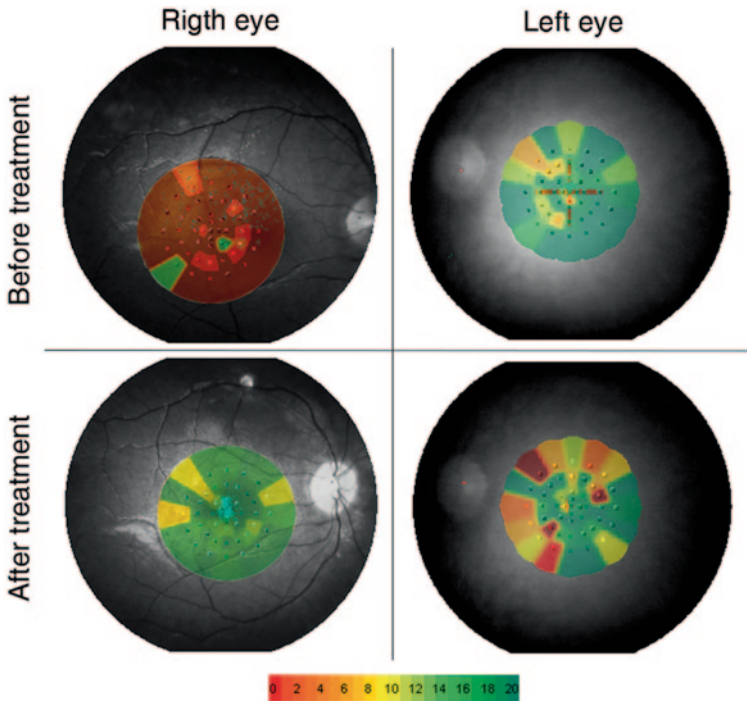 Rigth eye
Left eye
Before treatment
After treatment
0 2 4 6 8 10 12 14 16 18 20